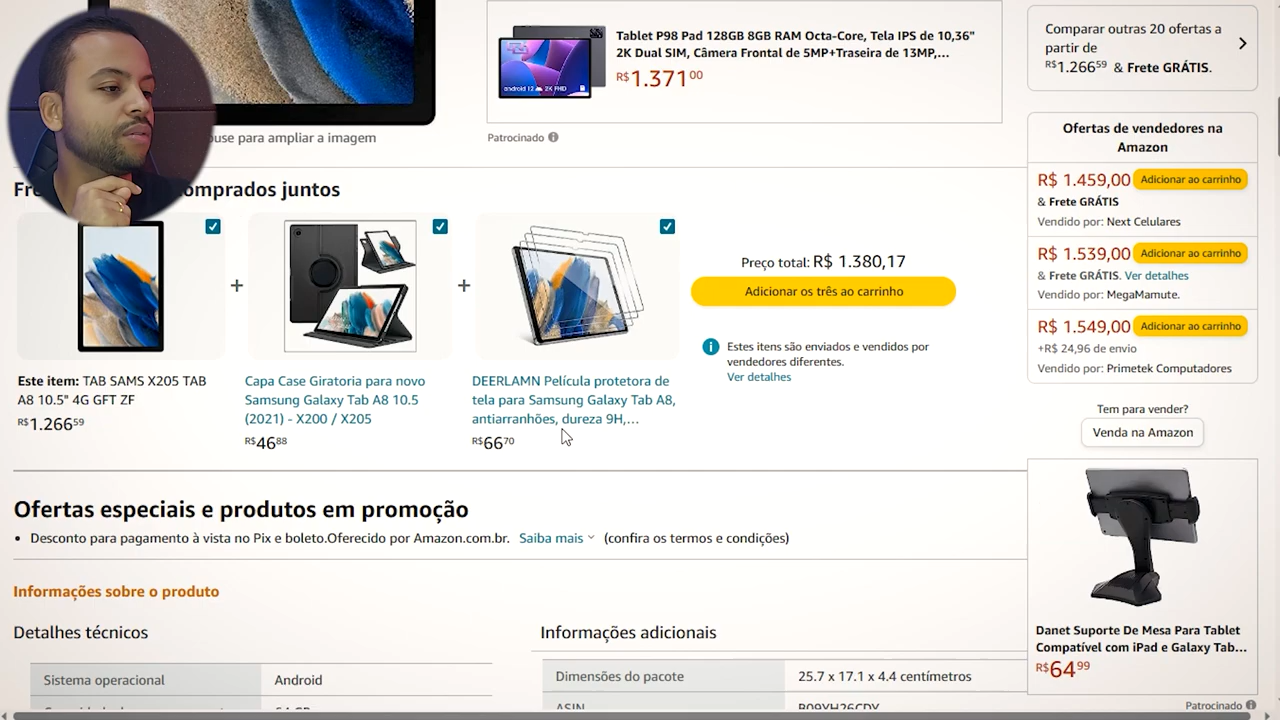 Tablet P98 Pad 128GB 8GB RAM Octa-Core, Tela IPS de 10,36"
2K Dual SIM, Câmera Frontal de 5MP+Traseira de 13MP,...
R$1.371 00
android 12 2K FHD
Patrocinado
ouse para ampliar a imagem
Comparar outras 20 ofertas a
partir de
R$1.266 59 & Frete GRÁTIS.
Ofertas de vendedores na
Amazon
R$ 1.459,00 Adicionar ao carrinho
& Frete GRÁTIS
Vendido por: Next Celulares
R$ 1.539,00 Adicionar ao carrinho
& Frete GRÁTIS. Ver detalhes
Vendido por: MegaMamute.
R$ 1.549,00 Adicionar ao carrinho
+R$ 24,96 de envio
Vendido por: Primetek Computadores
Tem para vender?
Venda na Amazon
Danet Suporte De Mesa Para Tablet
Compatível com iPad e Galaxy Tab...
R$64 99
Patrocinado
Fre omprados juntos
+
+
Este item: TAB SAMS X205 TAB
A8 10.5" 4G GFT ZF
R$1.266 59
Capa Case Giratoria para novo
Samsung Galaxy Tab A8 10.5
(2021) - X200 / X205
R$46 88
DEERLAMN Película protetora de
tela para Samsung Galaxy Tab A8,
antiarranhões, dureza 9H,...
R$66 70
Preço total: R$ 1.380,17
Adicionar os três ao carrinho
Estes itens são enviados e vendidos por
vendedores diferentes.
Ver detalhes
Ofertas especiais e produtos em promoção
• Desconto para pagamento à vista no Pix e boleto.Oferecido por Amazon.com.br. Saiba mais (confira os termos e condições)
Informações sobre o produto
Detalhes técnicos
Sistema operacional Android
Informações adicionais
Dimensões do pacote 25.7 x 17.1 x 4.4 centímetros
ASIN